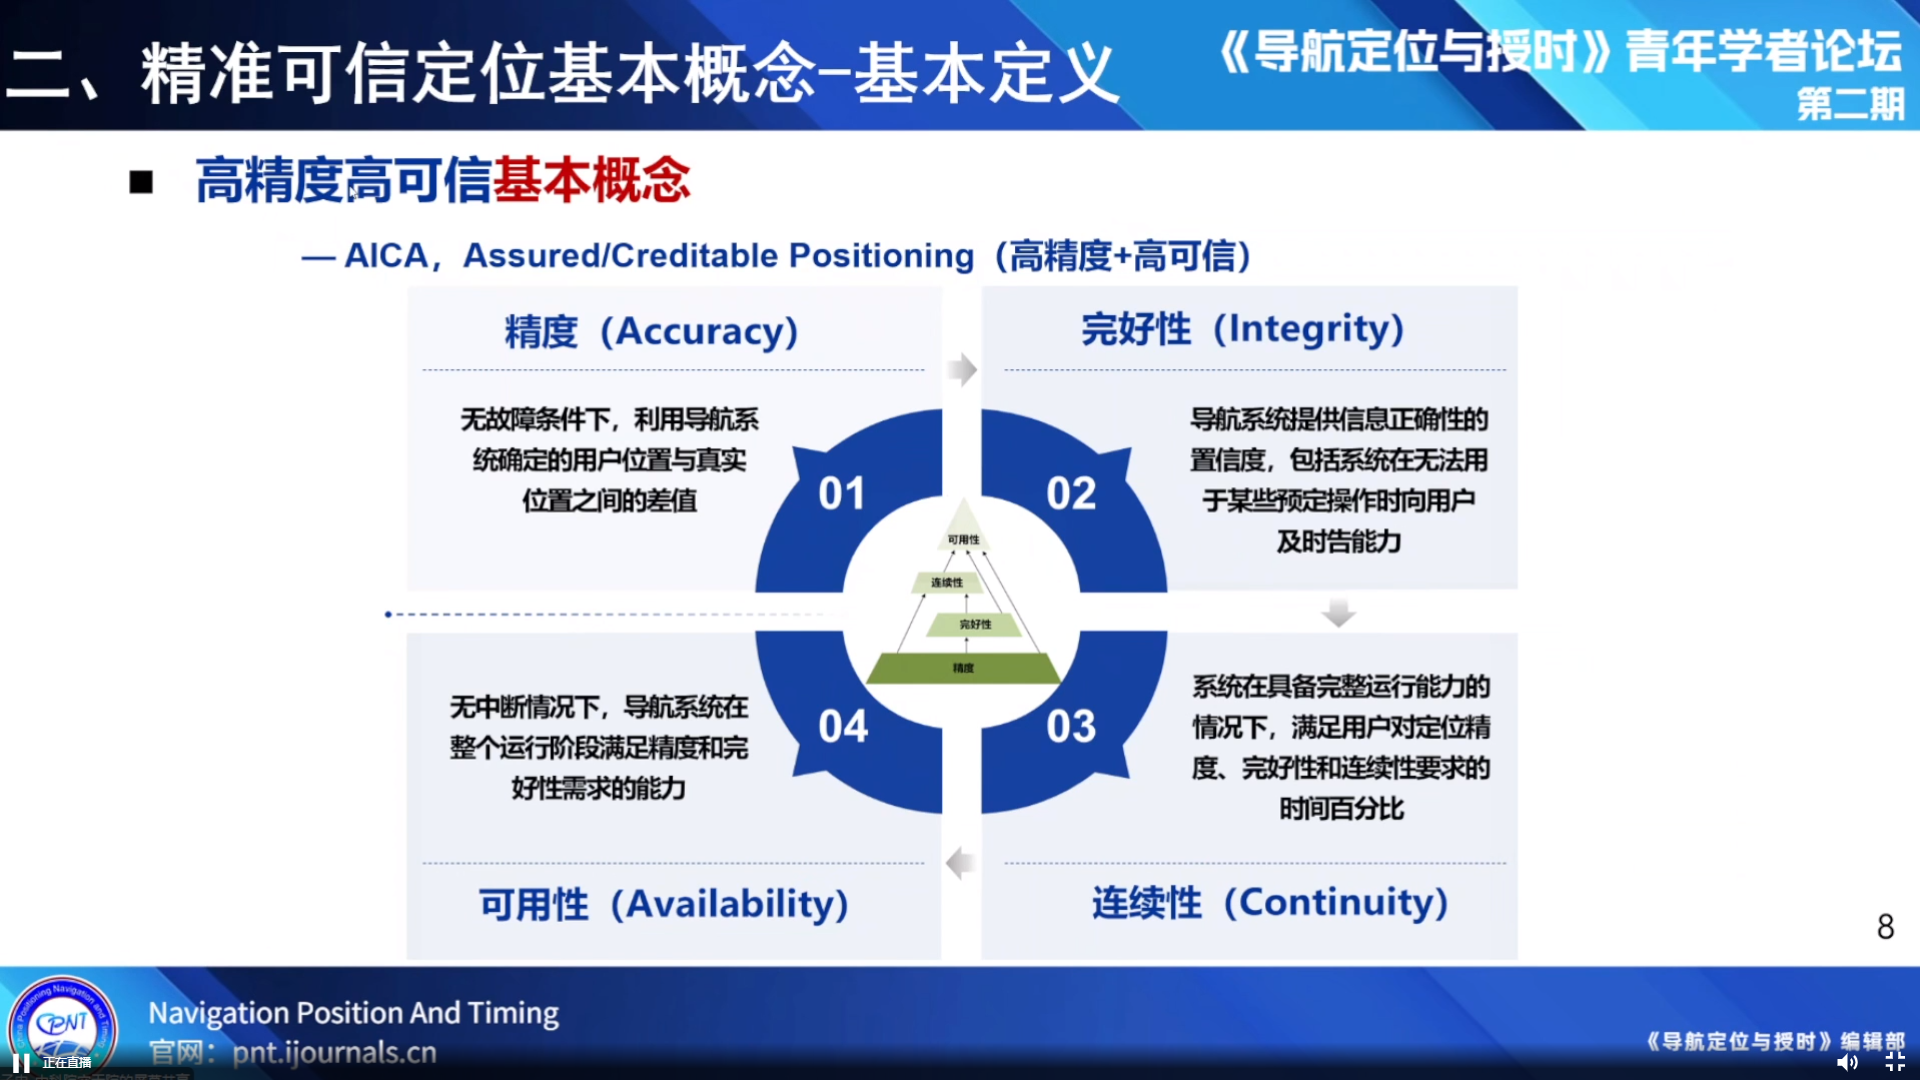 二、精准可信定位基本概念-基本定义
《导航定位与授时》青年学者论坛
第二期
■ 高精度高可信基本概念
— AICA，Assured/Creditable Positioning（高精度+高可信）
精度（Accuracy）
无故障条件下，利用导航系
统确定的用户位置与真实
位置之间的差值
01
完好性（Integrity）
导航系统提供信息正确性的
置信度，包括系统在无法用
于某些预定操作时向用户
及时告能力
02
可用性
连续性
完好性
精度
04
无中断情况下，导航系统在
整个运行阶段满足精度和完
好性需求的能力
可用性（Availability）
03
系统在具备完整运行能力的
情况下，满足用户对定位精
度、完好性和连续性要求的
时间百分比
连续性（Continuity）
8
China Positioning Navigation and Timing
CPNT
Navigation Position And Timing
官网：pnt.ijournals.cn
正在直播
《导航定位与授时》编辑部